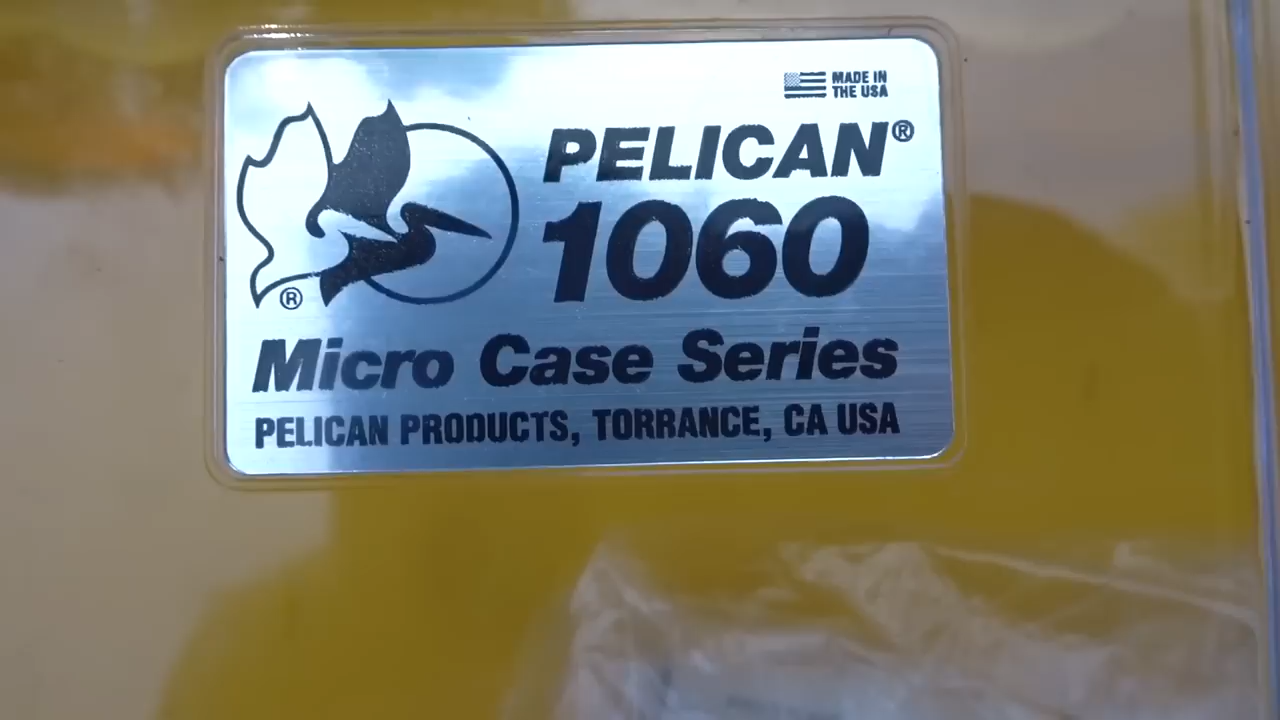 MADE IN
THE USA
PELICAN®
1060
®
Micro Case Series
PELICAN PRODUCTS, TORRANCE, CA USA